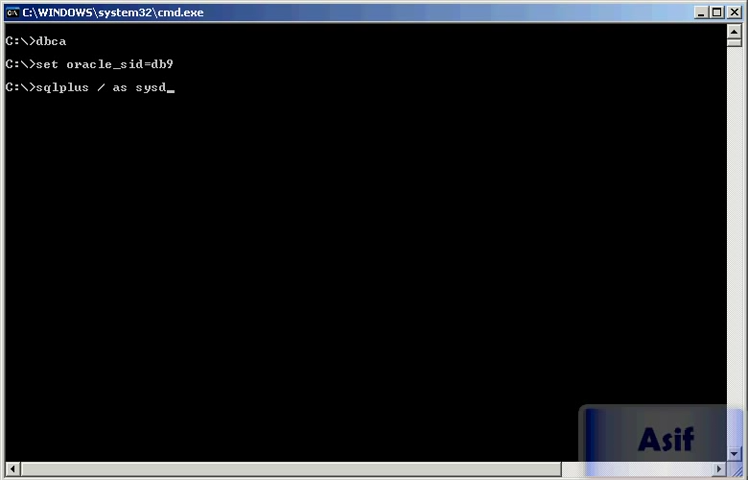 C:\WINDOWS\system32\cmd.exe
C:\>dbca
C:\>set oracle_sid=db9
C:\>sqlplus / as sysd_
Asif